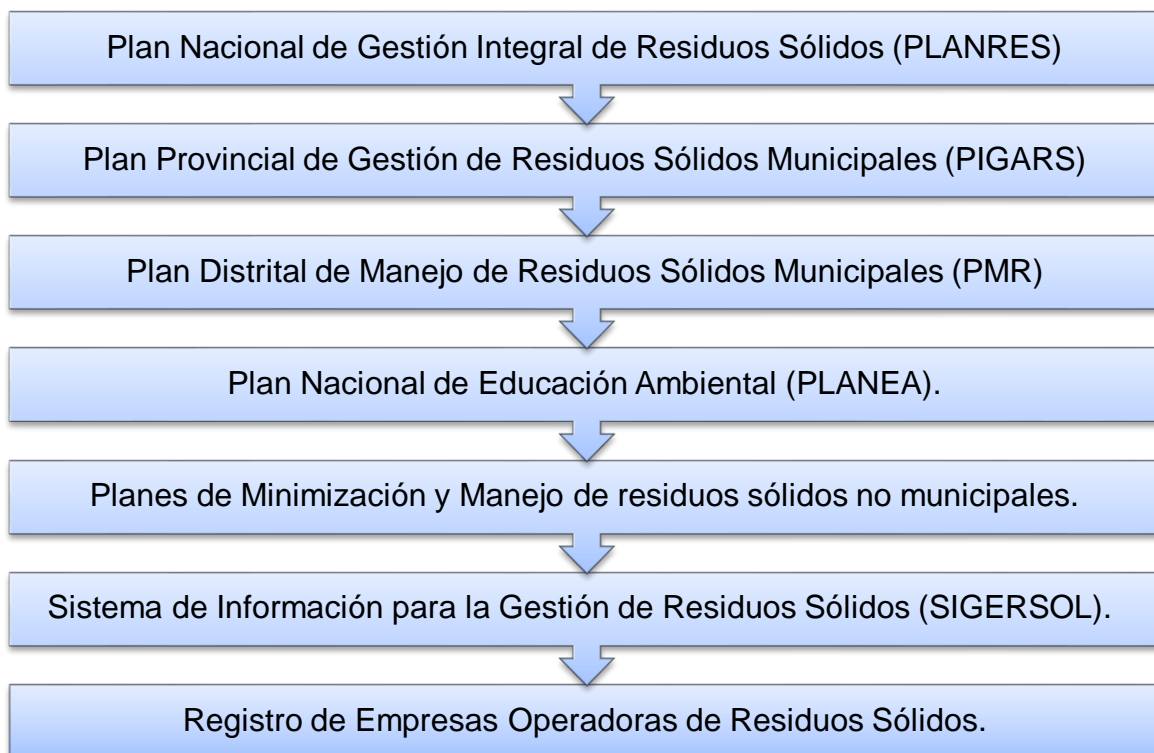 Plan Nacional de Gestión Integral de Residuos Sólidos (PLANRES)
Plan Provincial de Gestión de Residuos Sólidos Municipales (PIGARS)
Plan Distrital de Manejo de Residuos Sólidos Municipales (PMR)
Plan Nacional de Educación Ambiental (PLANEA).
Planes de Minimización y Manejo de residuos sólidos no municipales.
Sistema de Información para la Gestión de Residuos Sólidos (SIGERSOL).
Registro de Empresas Operadoras de Residuos Sólidos.